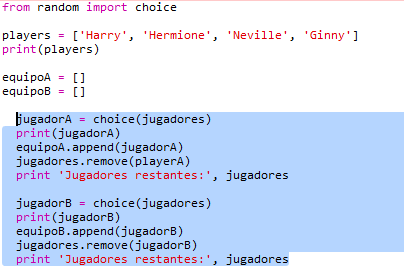 from random import choice
players = ['Harry', 'Hermione', 'Neville', 'Ginny']
print(players)
equipoA = []
equipoB = []
jugadorA = choice(jugadores)
print(jugadorA)
equipoA.append(jugadorA)
jugadores.remove(playerA)
print 'Jugadores restantes:', jugadores
jugadorB = choice(jugadores)
print(jugadorB)
equipoB.append(jugadorB)
jugadores.remove(jugadorB)
print 'Jugadores restantes:', jugadores